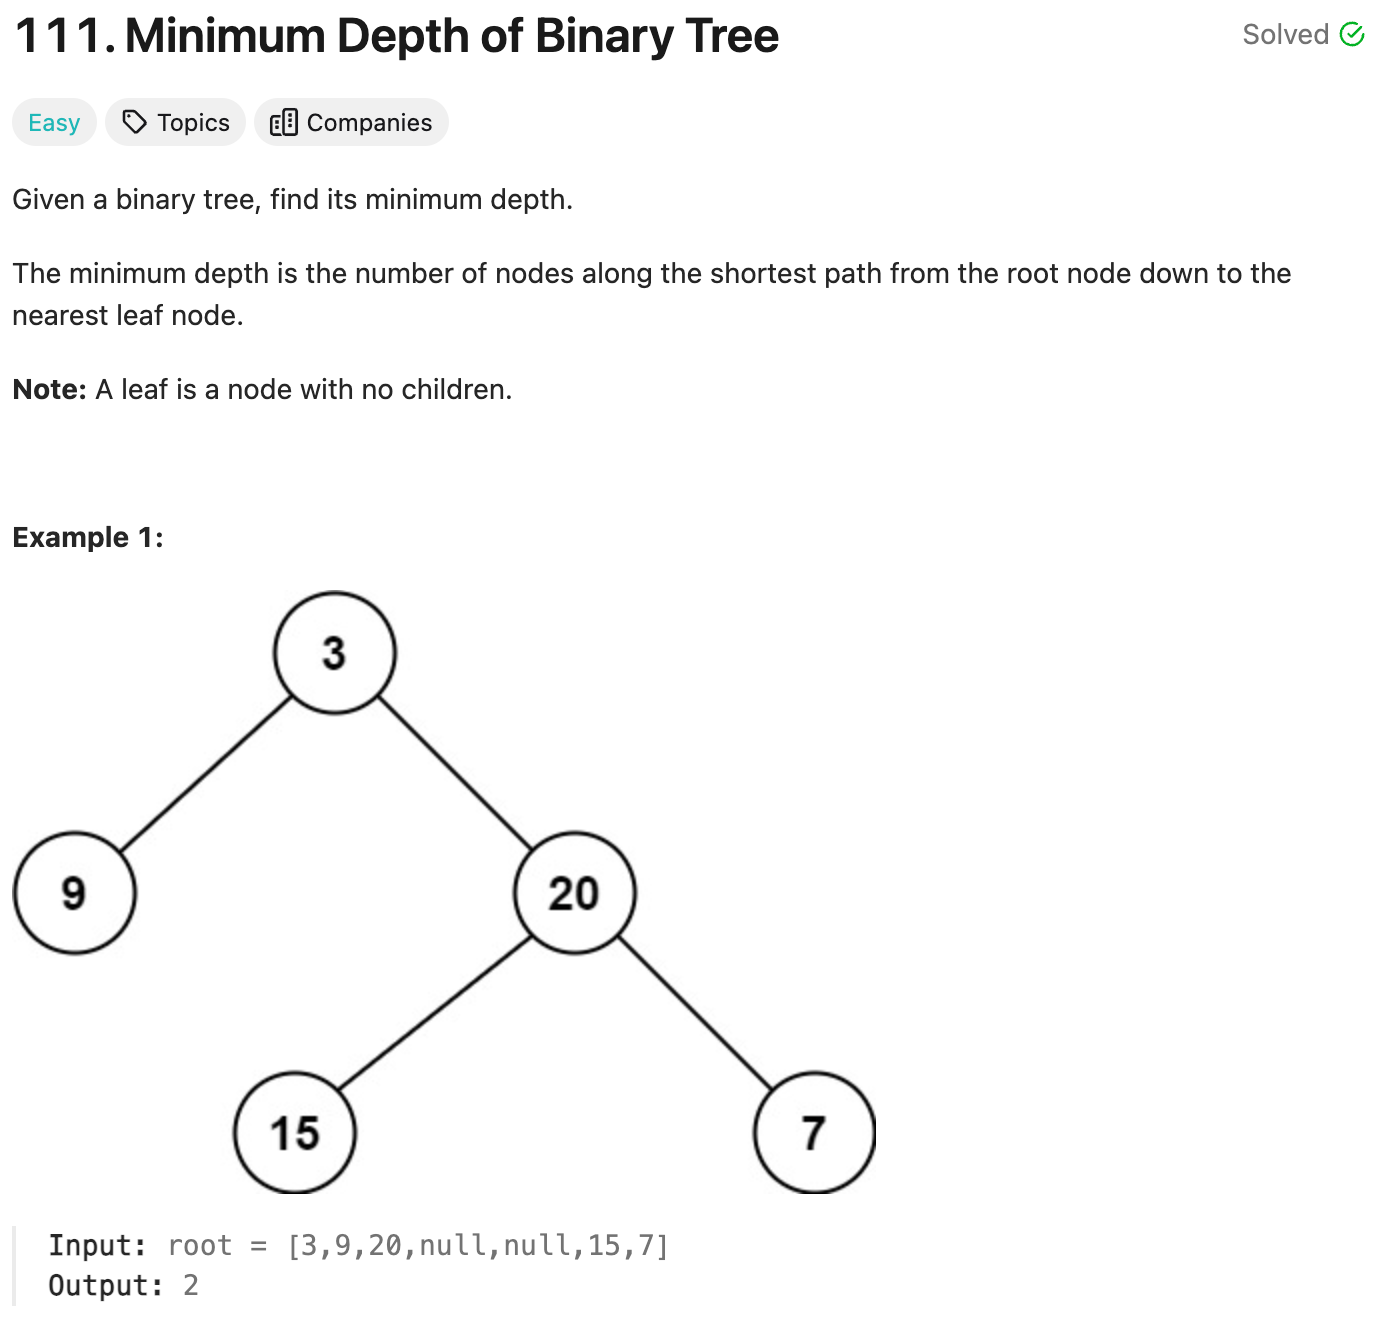 111. Minimum Depth of Binary Tree
Solved
Easy Topics Companies
Given a binary tree, find its minimum depth.
The minimum depth is the number of nodes along the shortest path from the root node down to the
nearest leaf node.
Note: A leaf is a node with no children.
Example 1:
3
9 20
15 7
Input: root = [3,9,20,null,null,15,7]
Output: 2